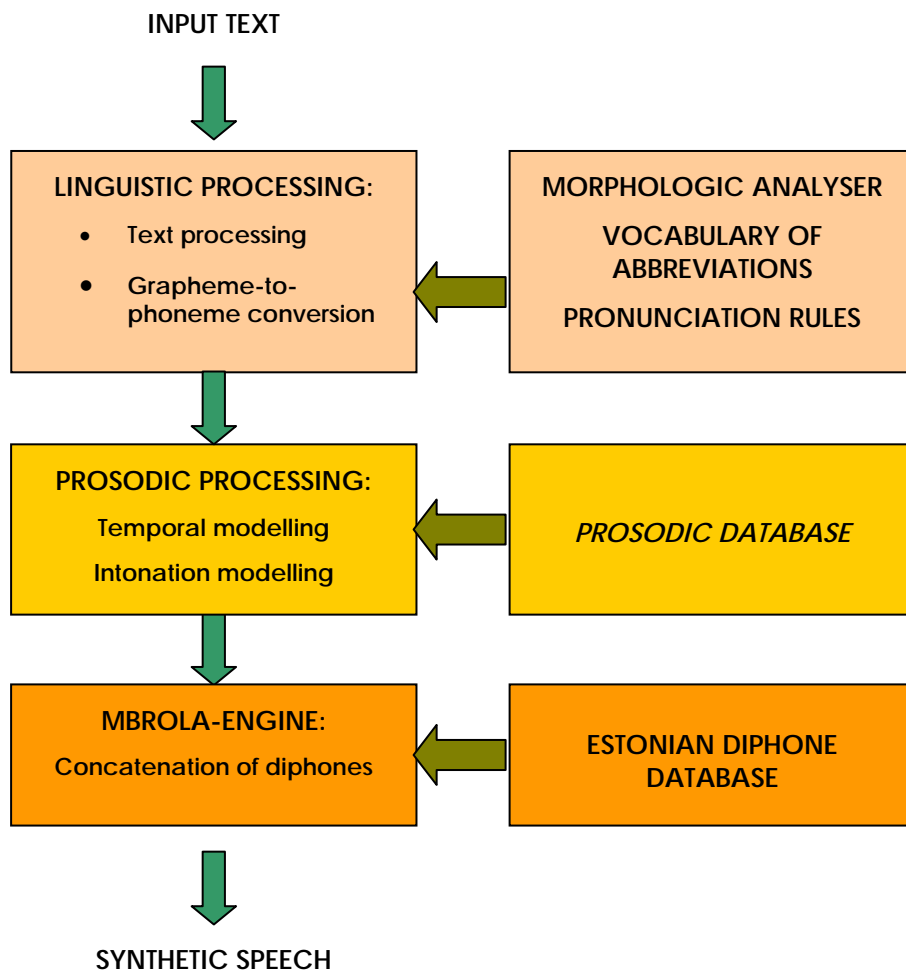 INPUT TEXT
LINGUISTIC PROCESSING:
• Text processing
• Grapheme-to-
phoneme conversion
MORPHOLOGIC ANALYSER
VOCABULARY OF
ABBREVIATIONS
PRONUNCIATION RULES
PROSODIC PROCESSING:
Temporal modelling
Intonation modelling
PROSODIC DATABASE
MBROLA-ENGINE:
Concatenation of diphones
ESTONIAN DIPHONE
DATABASE
SYNTHETIC SPEECH